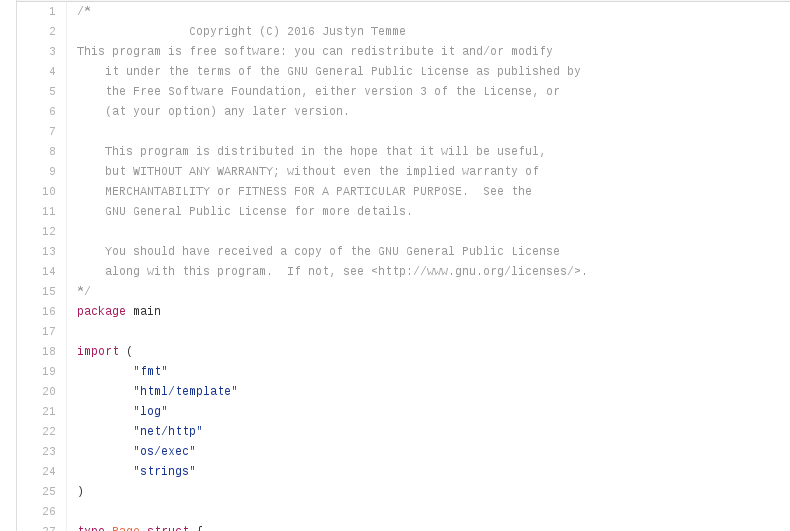 1 /*
2 Copyright (C) 2016 Justyn Temme
3 This program is free software: you can redistribute it and/or modify
4 it under the terms of the GNU General Public License as published by
5 the Free Software Foundation, either version 3 of the License, or
6 (at your option) any later version.
7
8 This program is distributed in the hope that it will be useful,
9 but WITHOUT ANY WARRANTY; without even the implied warranty of
10 MERCHANTABILITY or FITNESS FOR A PARTICULAR PURPOSE.  See the
11 GNU General Public License for more details.
12
13 You should have received a copy of the GNU General Public License
14 along with this program.  If not, see <http://www.gnu.org/licenses/>.
15 */
16 package main
17
18 import (
19 "fmt"
20 "html/template"
21 "log"
22 "net/http"
23 "os/exec"
24 "strings"
25 )
26
27 type Page struct {